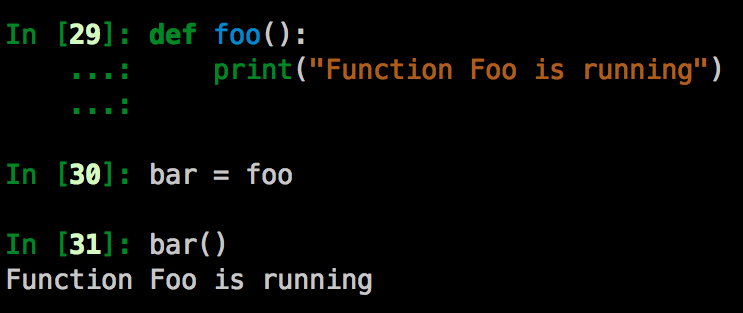 In [29]: def foo():
    ...:     print("Function Foo is running")
    ...:
In [30]: bar = foo
In [31]: bar()
Function Foo is running